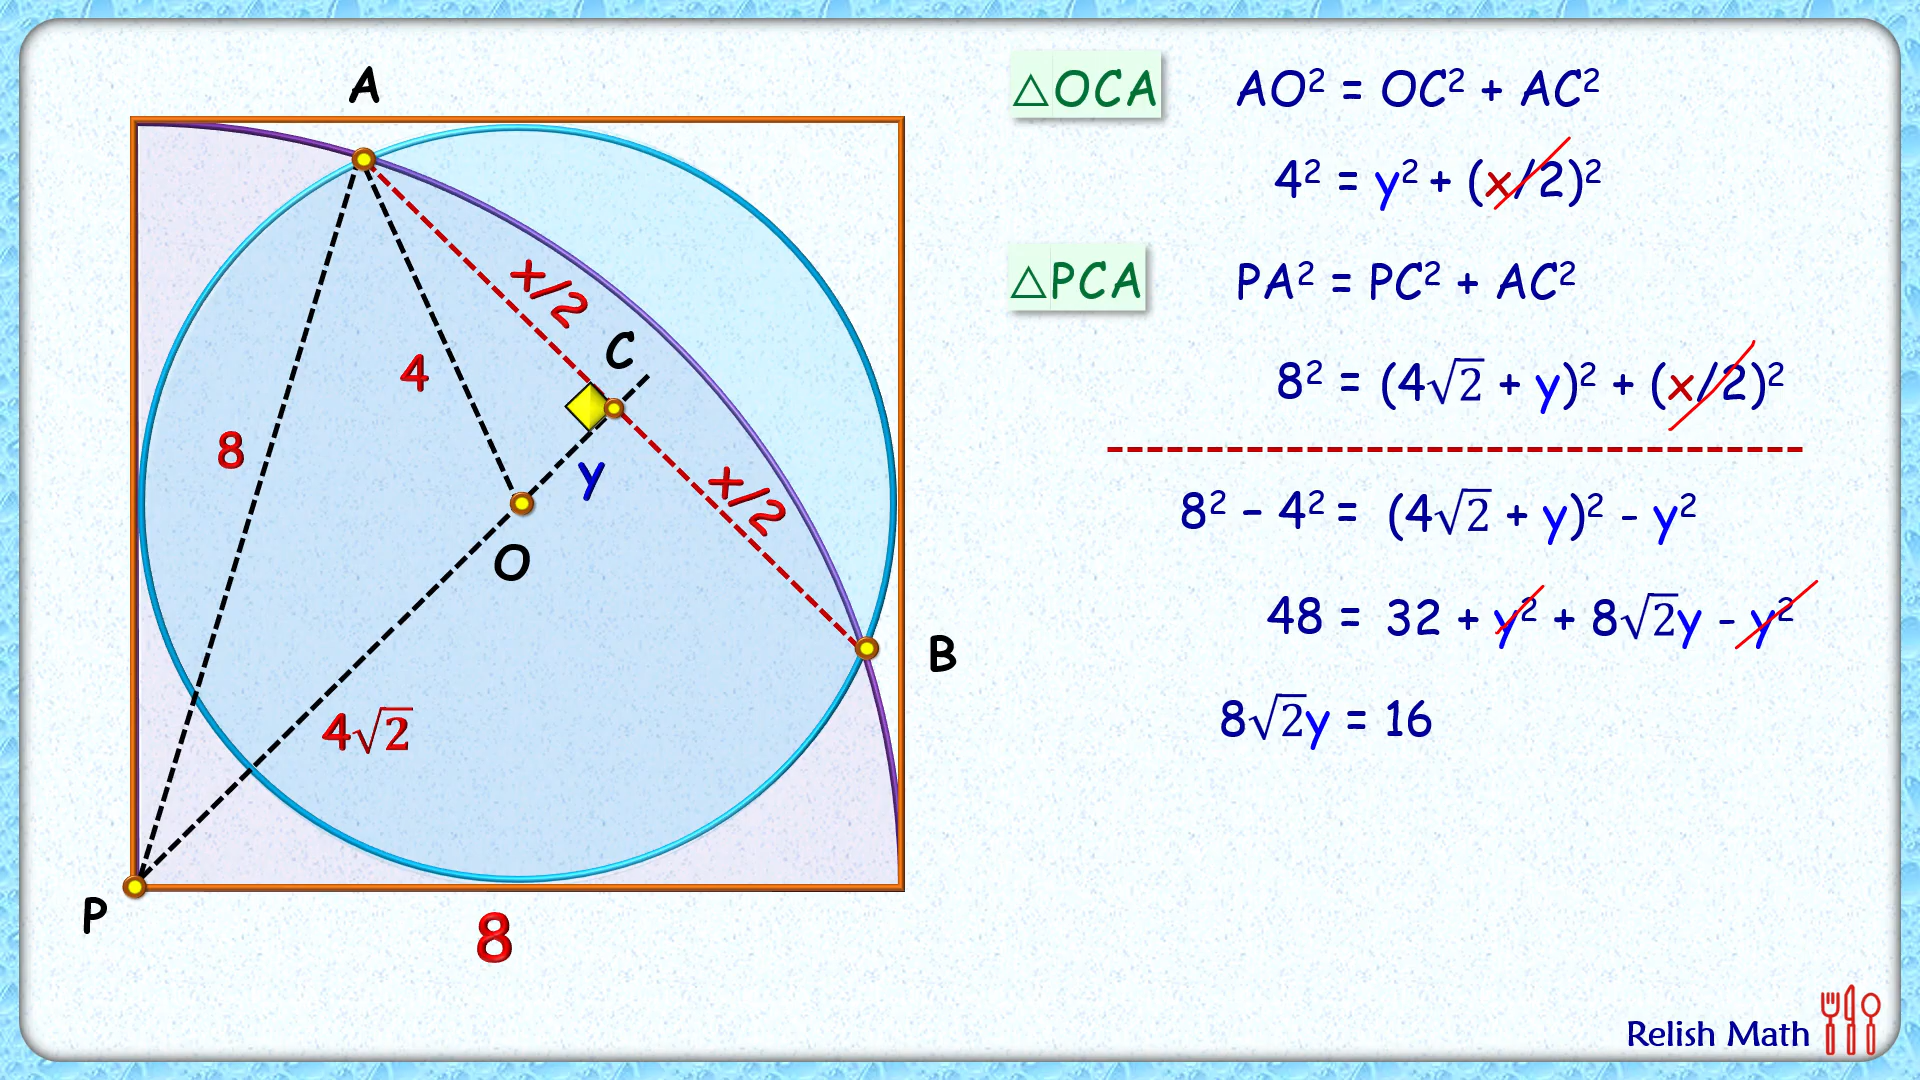 A
x/2
C
4
8
y
x/2
O
B
4√2
P
8
△OCA AO² = OC² + AC²
4² = y² + (x/2)²
△PCA PA² = PC² + AC²
8² = (4√2 + y)² + (x/2)²
8² – 4² = (4√2 + y)² - y²
48 = 32 + y² + 8√2y - y²
8√2y = 16
Relish Math